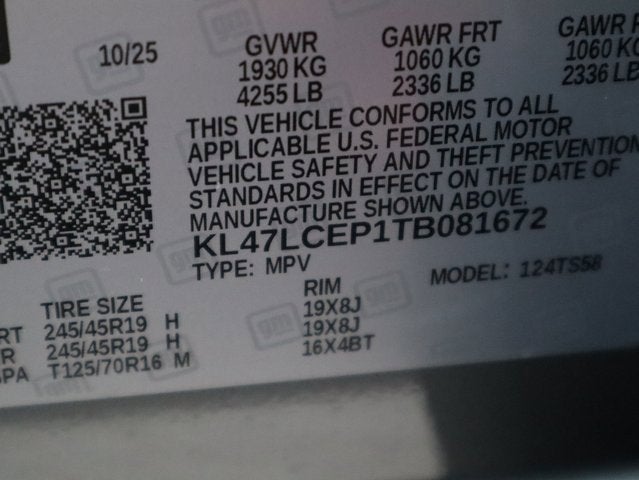 10/25 GVWR GAWR FRT GAWR
1930 KG 1060 KG 1060 KG
4255 LB 2336 LB 2336 LB
THIS VEHICLE CONFORMS TO ALL
APPLICABLE U.S. FEDERAL MOTOR
VEHICLE SAFETY AND THEFT PREVENTION
STANDARDS IN EFFECT ON THE DATE OF
MANUFACTURE SHOWN ABOVE.
KL47LCEP1TB081672
TYPE: MPV MODEL: 124TS58
TIRE SIZE RIM
RT 245/45R19 H 19X8J
R 245/45R19 H 19X8J
PA T125/70R16 M 16X4BT
gm